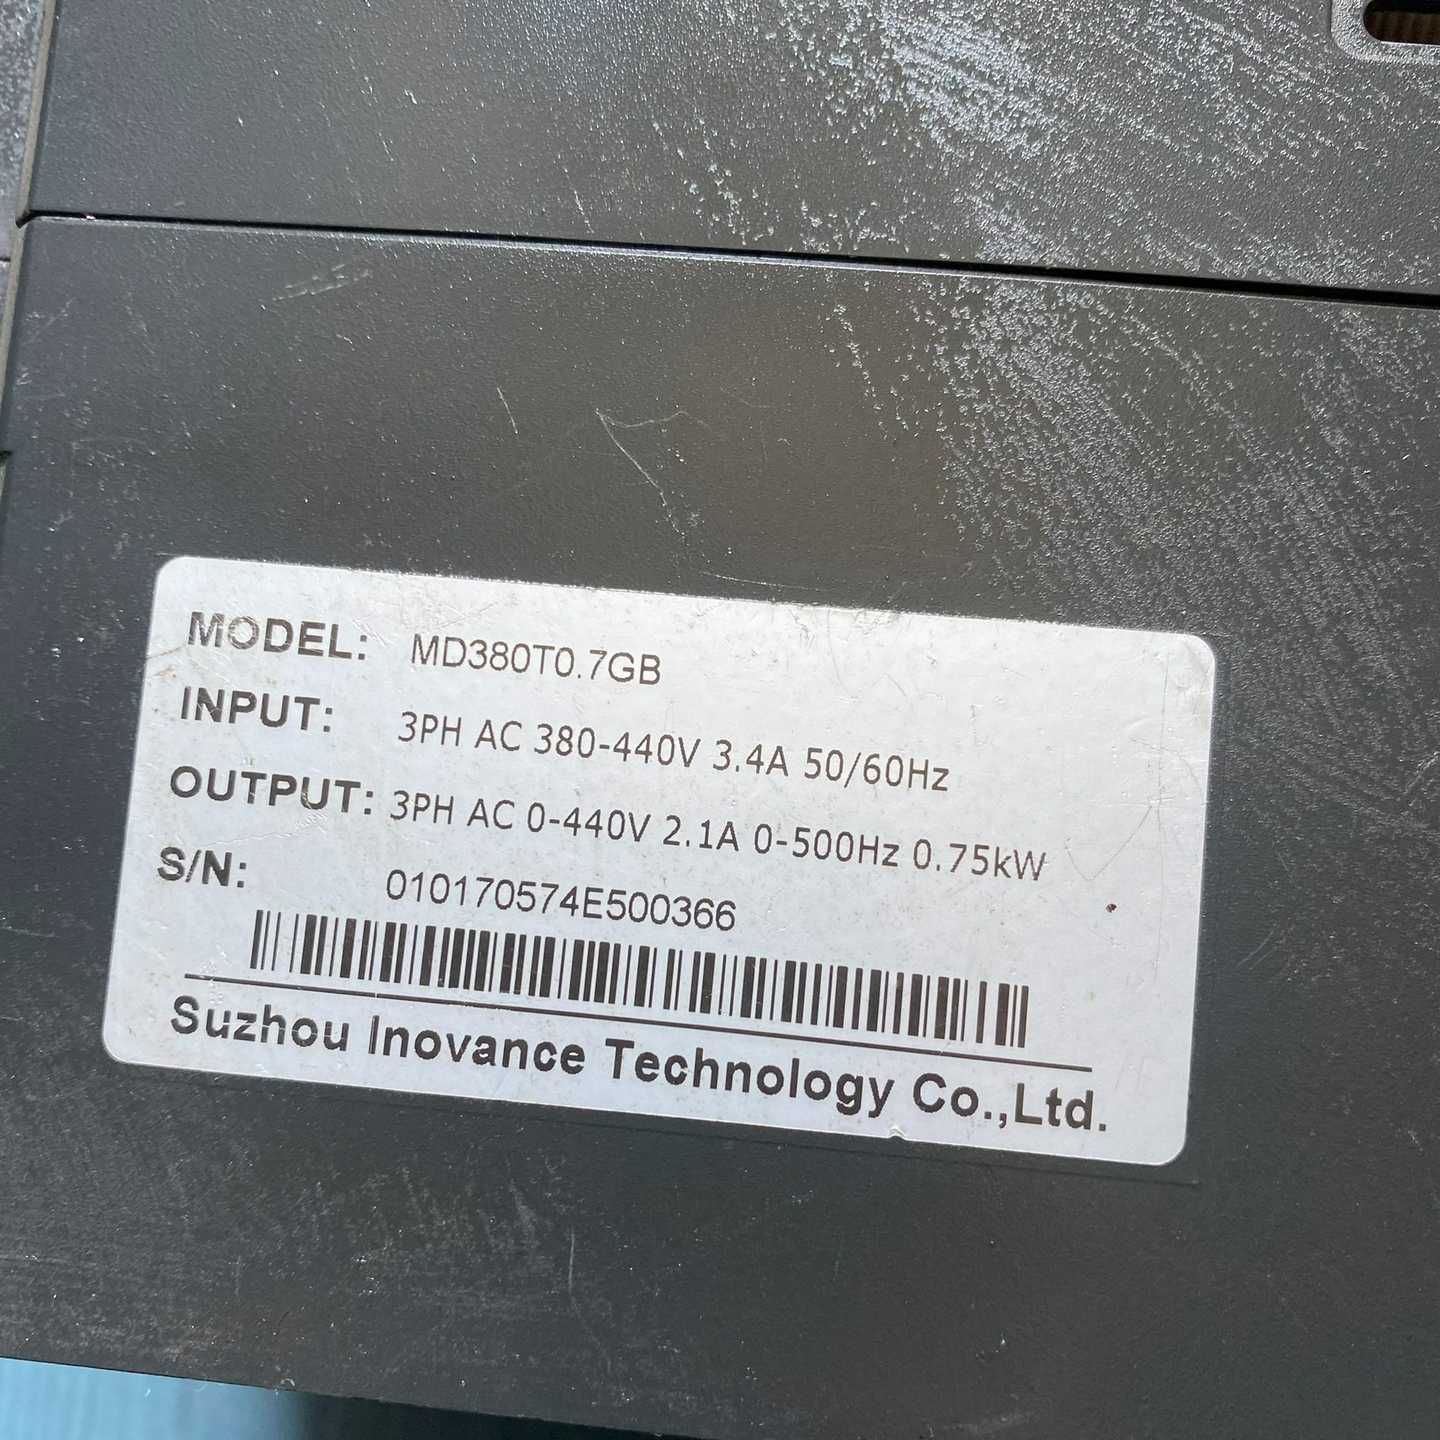 MODEL: MD380T0.7GB
INPUT: 3PH AC 380-440V 3.4A 50/60Hz
OUTPUT: 3PH AC 0-440V 2.1A 0-500Hz 0.75kW
S/N: 010170574E500366
Suzhou Inovance Technology Co.,Ltd.